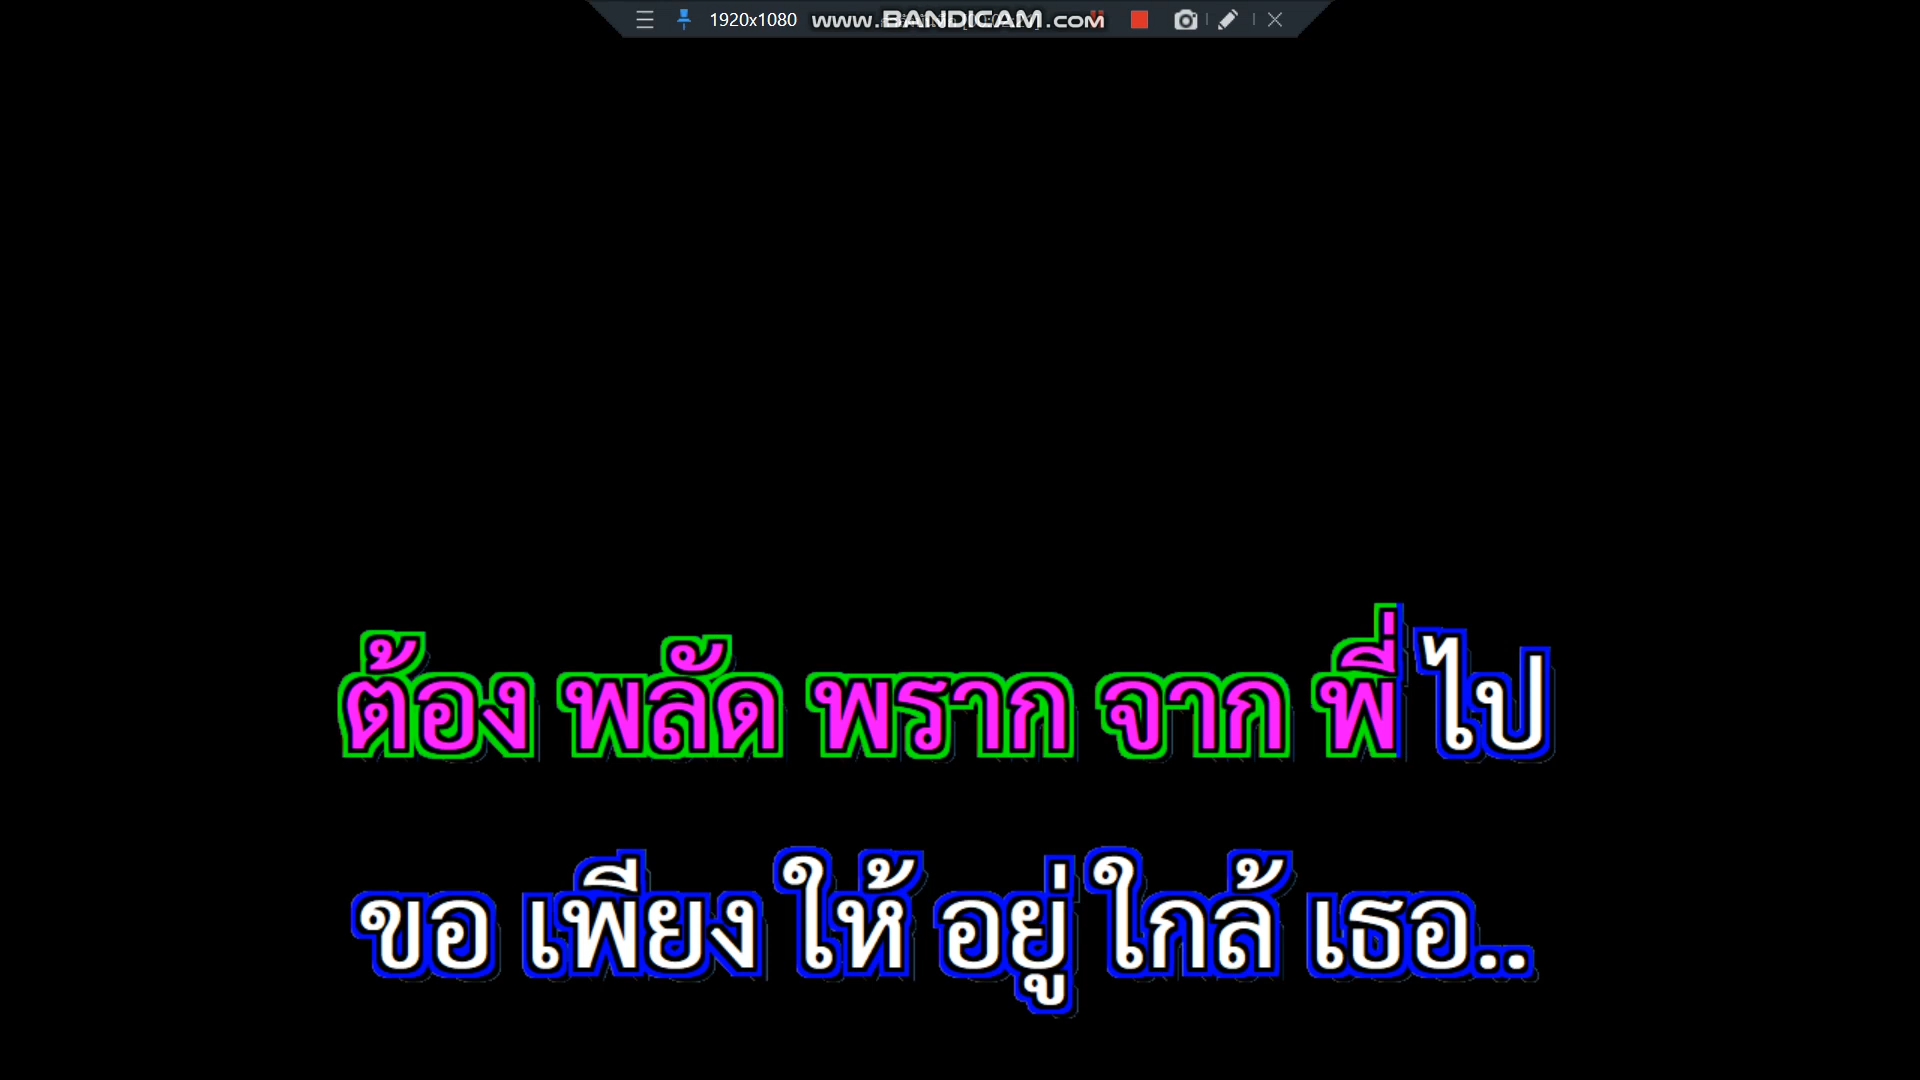 1920x1080 www.BANDICAM.com
ต้อง พลัด พราก จาก พี่ ไป
ขอ เพียง ให้ อยู่ ใกล้ เธอ..